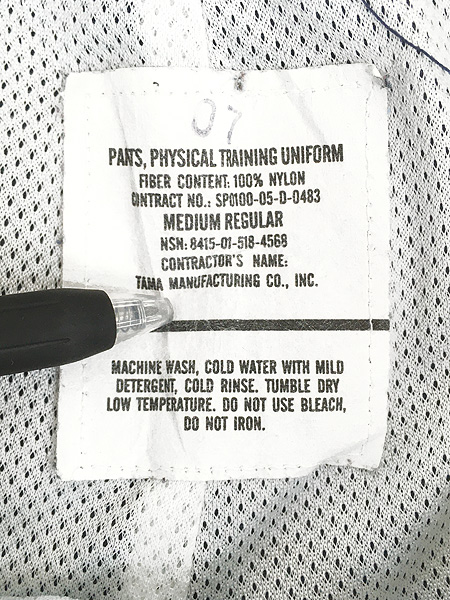 07
PANTS, PHYSICAL TRAINING UNIFORM
FIBER CONTENT: 100% NYLON
CONTRACT NO.: SP0100-05-D-0483
MEDIUM REGULAR
NSN: 8415-01-518-4568
CONTRACTOR'S NAME:
TAMA MANUFACTURING CO., INC.
MACHINE WASH, COLD WATER WITH MILD
DETERGENT, COLD RINSE. TUMBLE DRY
LOW TEMPERATURE. DO NOT USE BLEACH,
DO NOT IRON.